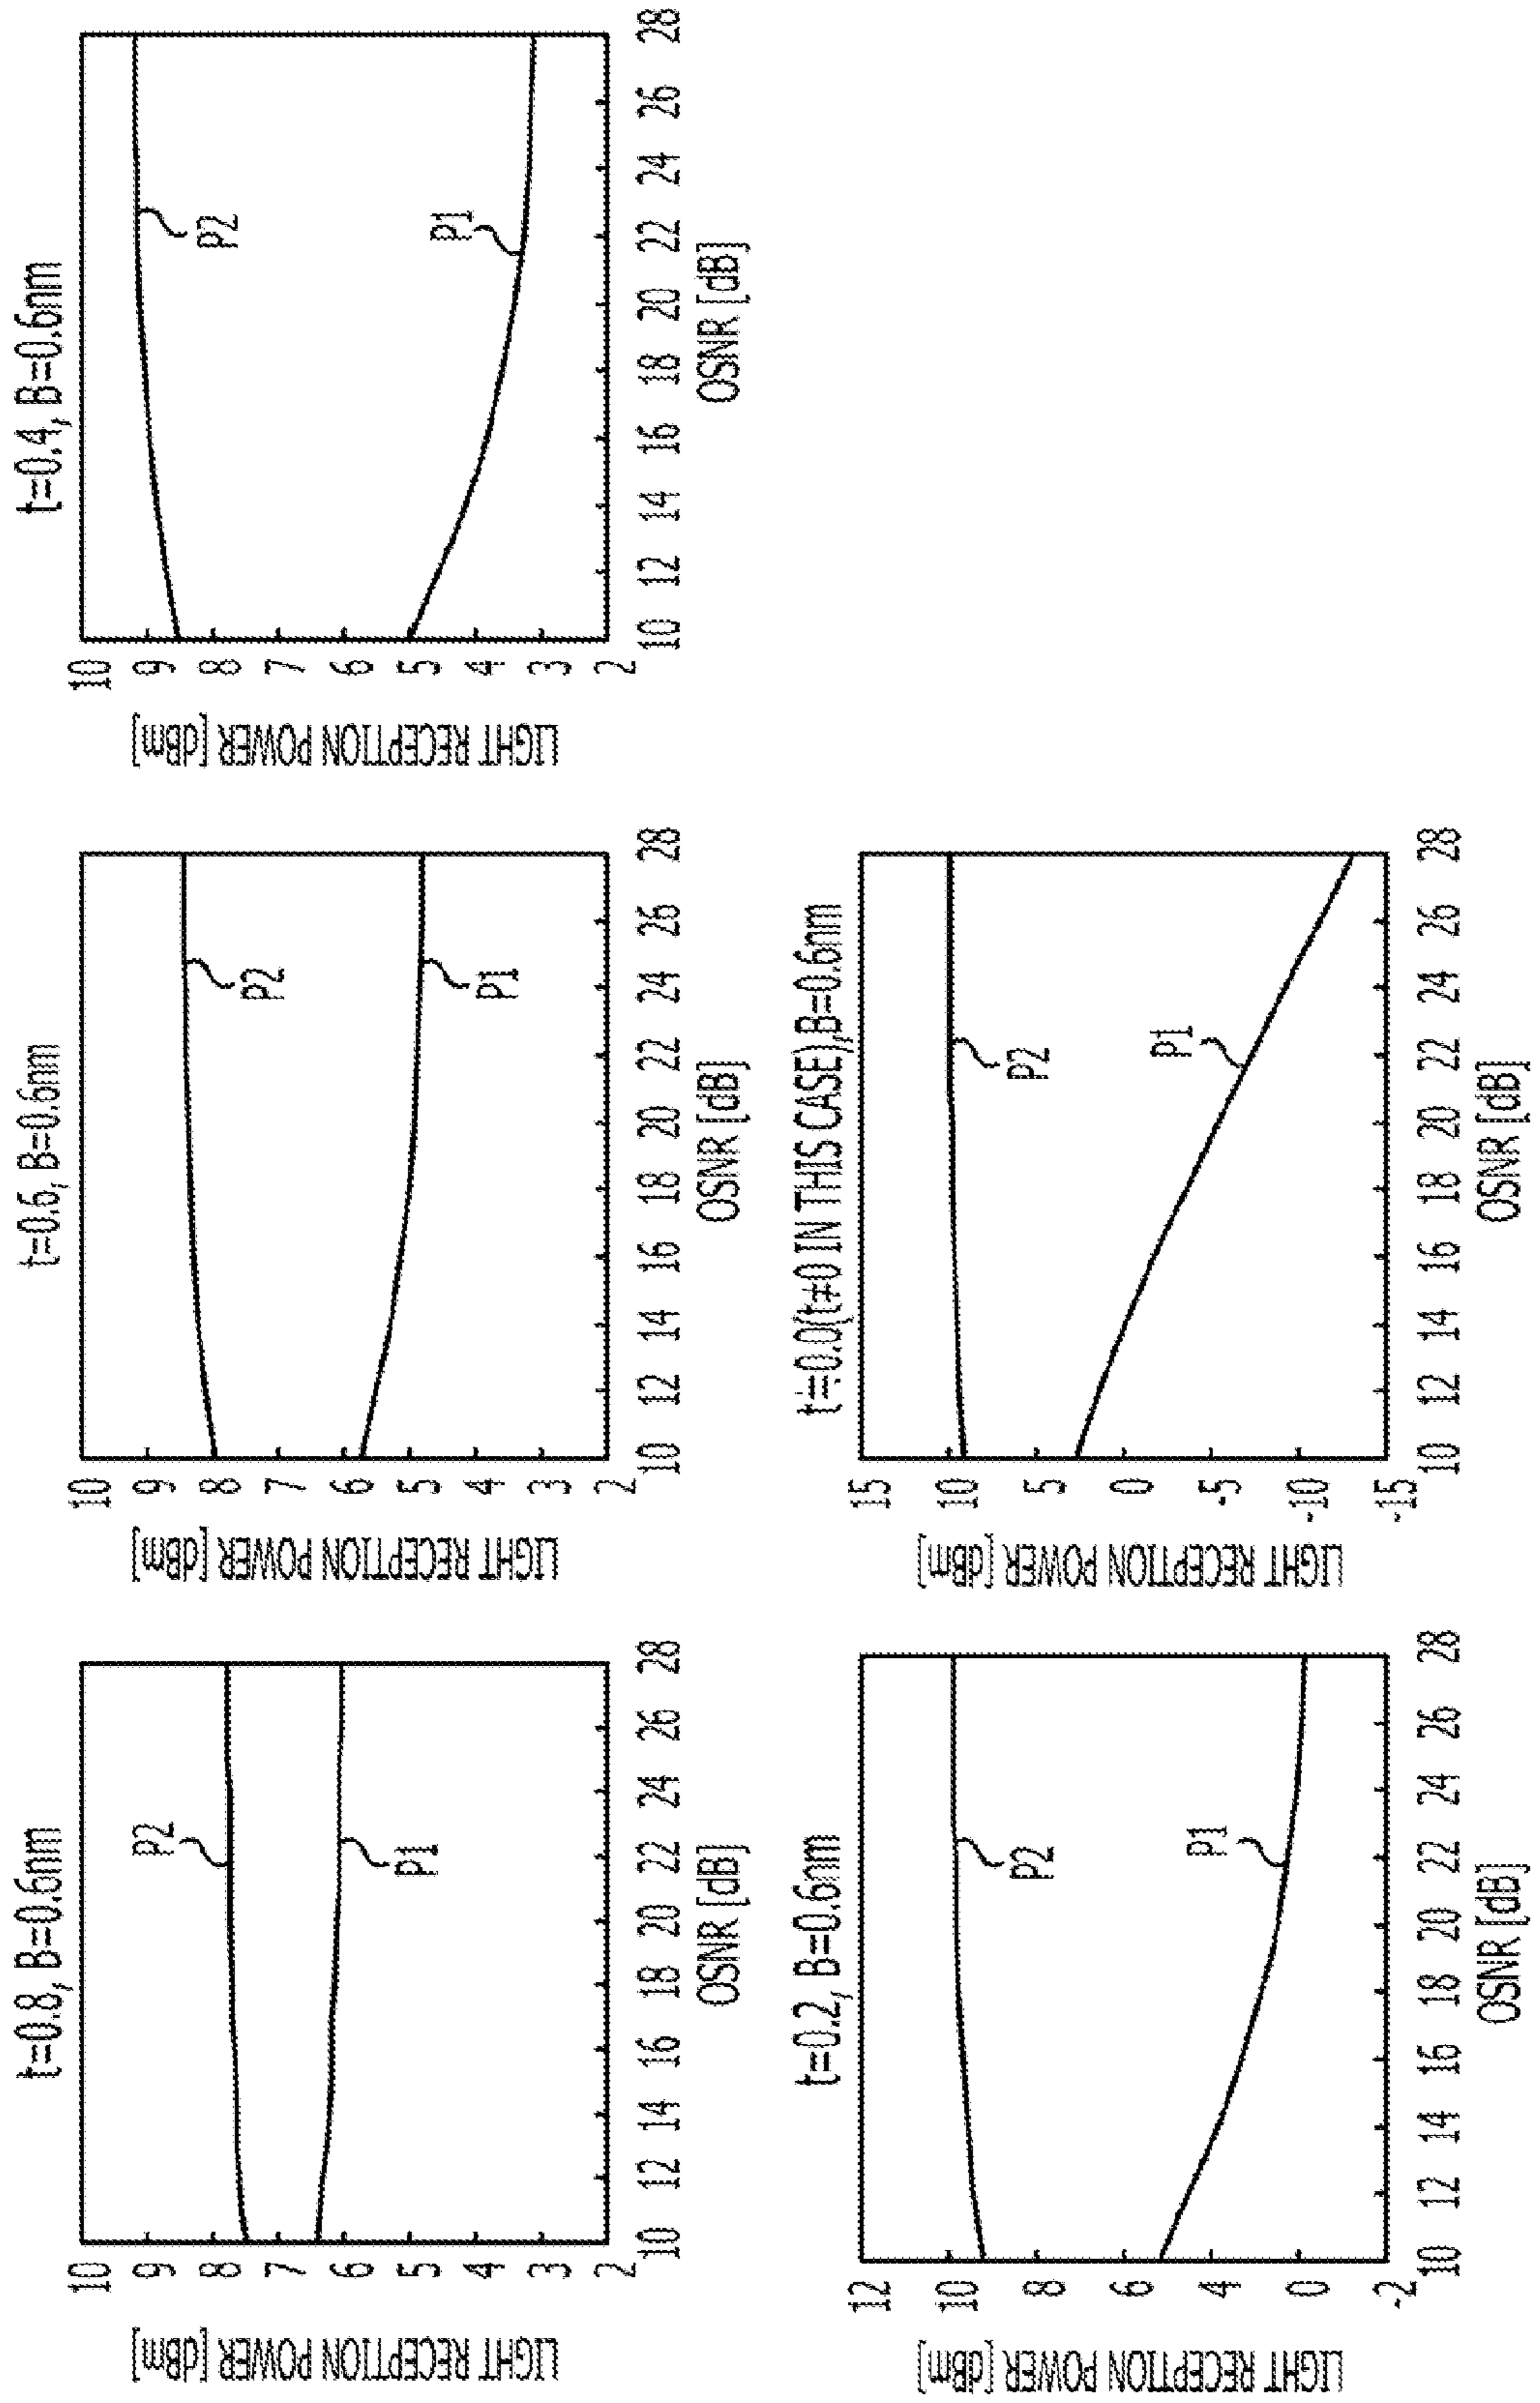 t=0.8, B=0.6nm
LIGHT RECEPTION POWER [dBm]
10
9
8
7
6
5
4
3
2
P2
P1
10 12 14 16 18 20 22 24 26 28
OSNR [dB]
t=0.6, B=0.6nm
LIGHT RECEPTION POWER [dBm]
10
9
8
7
6
5
4
3
2
P2
P1
10 12 14 16 18 20 22 24 26 28
OSNR [dB]
t=0.4, B=0.6nm
LIGHT RECEPTION POWER [dBm]
10
9
8
7
6
5
4
3
2
P2
P1
10 12 14 16 18 20 22 24 26 28
OSNR [dB]
t=0.2, B=0.6nm
LIGHT RECEPTION POWER [dBm]
12
10
8
6
4
0
-2
P2
P1
10 12 14 16 18 20 22 24 26 28
OSNR [dB]
t≒0.0(t≠0 IN THIS CASE),B=0.6nm
LIGHT RECEPTION POWER [dBm]
15
10
5
0
-5
-10
-15
P2
P1
10 12 14 16 18 20 22 24 26 28
OSNR [dB]